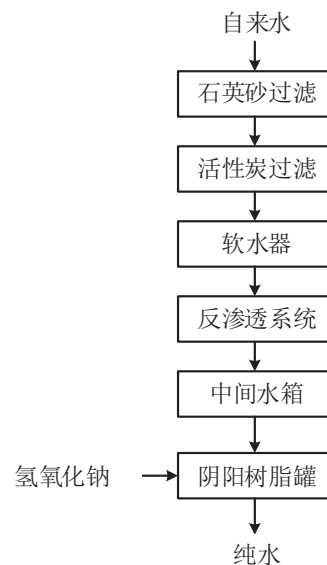 自来水
石英砂过滤
活性炭过滤
软水器
反渗透系统
中间水箱
氢氧化钠
阴阳树脂罐
纯水